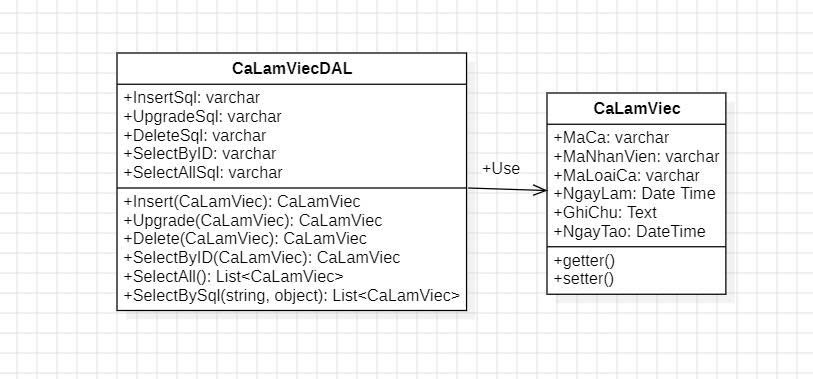 CaLamViecDAL
+InsertSql: varchar
+UpgradeSql: varchar
+DeleteSql: varchar
+SelectByID: varchar
+SelectAllSql: varchar
+Insert(CaLamViec): CaLamViec
+Upgrade(CaLamViec): CaLamViec
+Delete(CaLamViec): CaLamViec
+SelectByID(CaLamViec): CaLamViec
+SelectAll(): List<CaLamViec>
+SelectBySql(string, object): List<CaLamViec>
+Use
CaLamViec
+MaCa: varchar
+MaNhanVien: varchar
+MaLoaiCa: varchar
+NgayLam: Date Time
+GhiChu: Text
+NgayTao: DateTime
+getter()
+setter()